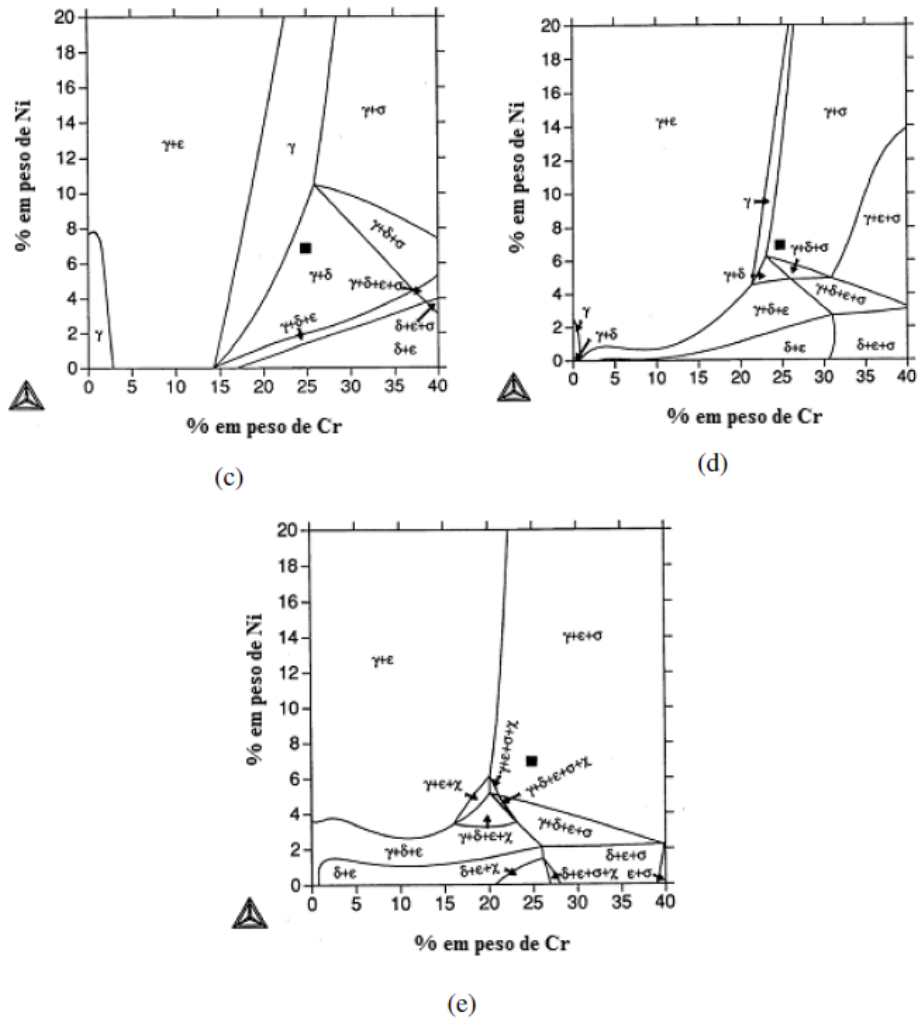 20
18
16
14
12
10
8
6
4
2
0
% em peso de Ni
γ+ε
γ
γ+σ
γ+δ+σ
γ+δ
γ+δ+ε+σ
γ+δ+ε
δ+ε+σ
δ+ε
γ
0 5 10 15 20 25 30 35 40
% em peso de Cr
(c)
20
18
16
14
12
10
8
6
4
2
0
% em peso de Ni
γ+ε
γ+σ
γ
γ+ε+σ
γ+δ+σ
γ+δ
γ+δ+ε+σ
γ+δ+ε
γ
γ+δ
δ+ε
δ+ε+σ
0 5 10 15 20 25 30 35 40
% em peso de Cr
(d)
20
18
16
14
12
10
8
6
4
2
0
% em peso de Ni
γ+ε
γ+ε+σ
γ+ε+σ+χ
γ+ε+χ
γ+δ+ε+σ+χ
γ+δ+ε+σ
γ+δ+ε+χ
γ+δ+ε
δ+ε+σ
δ+ε
δ+ε+χ
δ+ε+σ+χ
ε+σ
0 5 10 15 20 25 30 35 40
% em peso de Cr
(e)